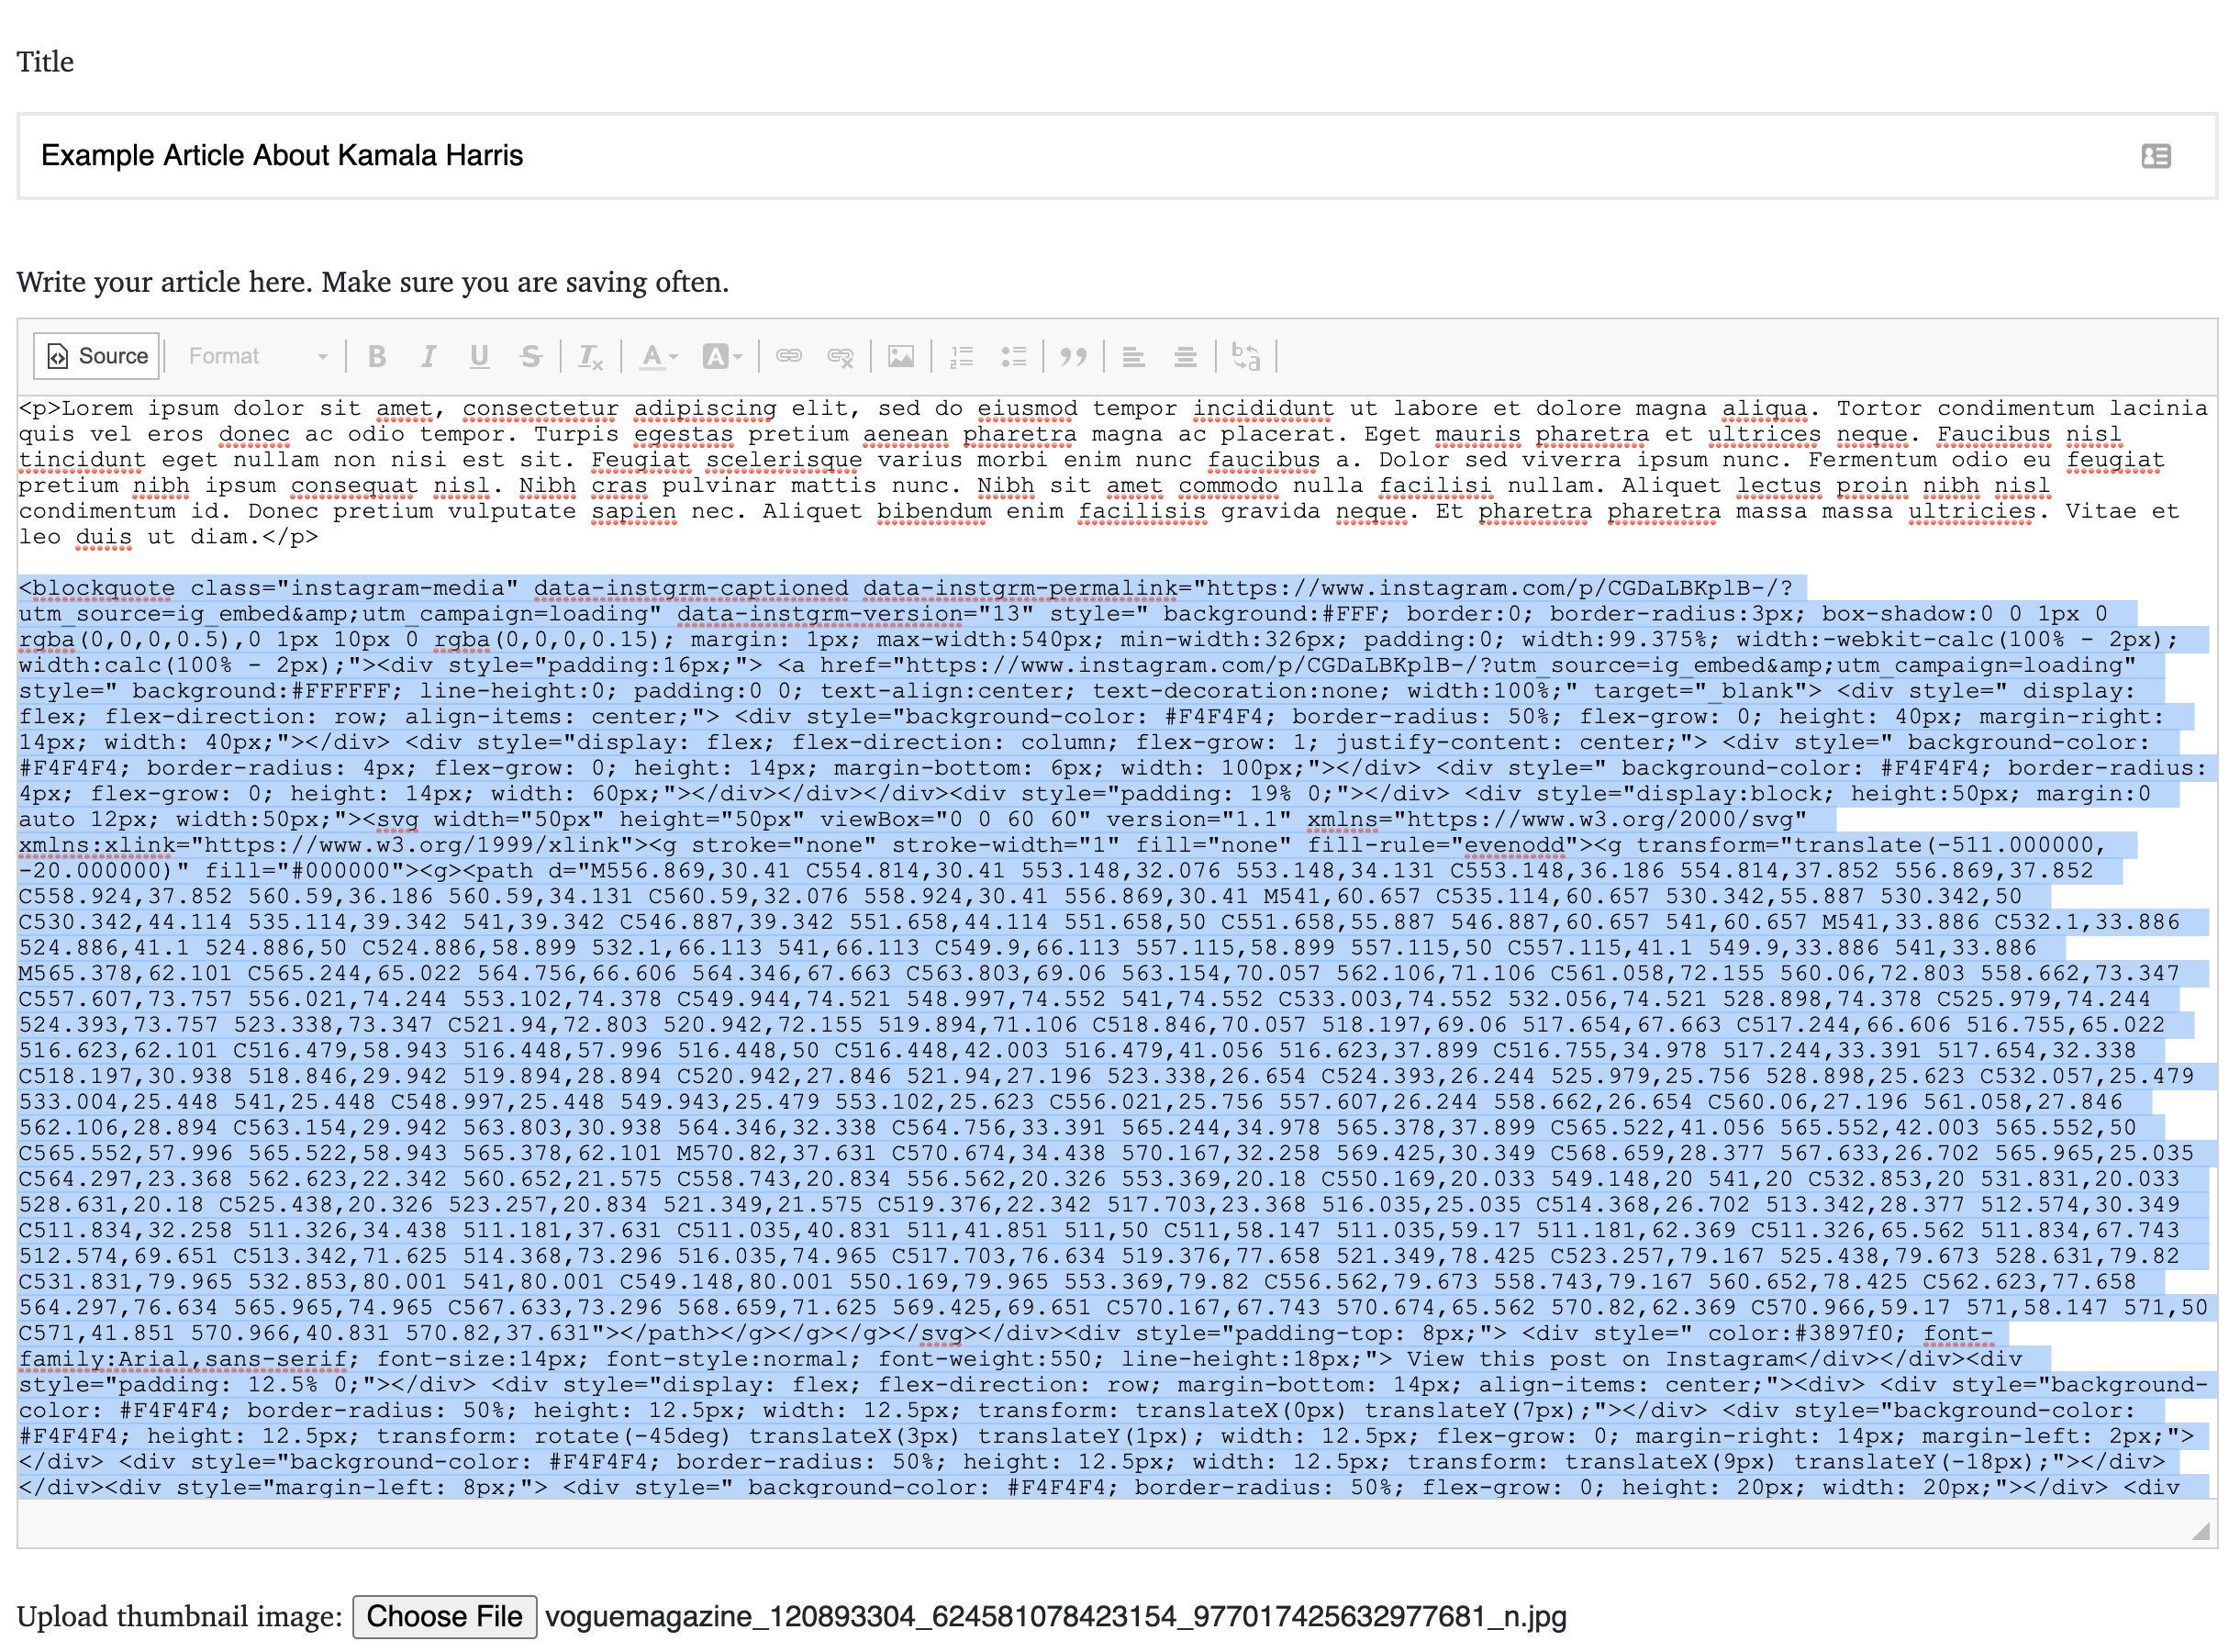 Title
Example Article About Kamala Harris
Write your article here. Make sure you are saving often.
Source Format B I U S Tx A A
<p>Lorem ipsum dolor sit amet, consectetur adipiscing elit, sed do eiusmod tempor incididunt ut labore et dolore magna aliqua. Tortor condimentum lacinia
quis vel eros donec ac odio tempor. Turpis egestas pretium aenean pharetra magna ac placerat. Eget mauris pharetra et ultrices neque. Faucibus nisl
tincidunt eget nullam non nisi est sit. Feugiat scelerisque varius morbi enim nunc faucibus a. Dolor sed viverra ipsum nunc. Fermentum odio eu feugiat
pretium nibh ipsum consequat nisl. Nibh cras pulvinar mattis nunc. Nibh sit amet commodo nulla facilisi nullam. Aliquet lectus proin nibh nisl
condimentum id. Donec pretium vulputate sapien nec. Aliquet bibendum enim facilisis gravida neque. Et pharetra pharetra massa massa ultricies. Vitae et
leo duis ut diam.</p>
<blockquote class="instagram-media" data-instgrm-captioned data-instgrm-permalink="https://www.instagram.com/p/CGDaLBKplB-/?
utm_source=ig_embed&amp;utm_campaign=loading" data-instgrm-version="13" style=" background:#FFF; border:0; border-radius:3px; box-shadow:0 0 1px 0
rgba(0,0,0,0.5),0 1px 10px 0 rgba(0,0,0,0.15); margin: 1px; max-width:540px; min-width:326px; padding:0; width:99.375%; width:-webkit-calc(100% - 2px);
width:calc(100% - 2px);"><div style="padding:16px;"> <a href="https://www.instagram.com/p/CGDaLBKplB-/?utm_source=ig_embed&amp;utm_campaign=loading"
style=" background:#FFFFFF; line-height:0; padding:0 0; text-align:center; text-decoration:none; width:100%;" target="_blank"> <div style=" display:
flex; flex-direction: row; align-items: center;"> <div style="background-color: #F4F4F4; border-radius: 50%; flex-grow: 0; height: 40px; margin-right:
14px; width: 40px;"></div> <div style="display: flex; flex-direction: column; flex-grow: 1; justify-content: center;"> <div style=" background-color:
#F4F4F4; border-radius: 4px; flex-grow: 0; height: 14px; margin-bottom: 6px; width: 100px;"></div> <div style=" background-color: #F4F4F4; border-radius:
4px; flex-grow: 0; height: 14px; width: 60px;"></div></div></div><div style="padding: 19% 0;"></div> <div style="display:block; height:50px; margin:0
auto 12px; width:50px;"><svg width="50px" height="50px" viewBox="0 0 60 60" version="1.1" xmlns="https://www.w3.org/2000/svg"
xmlns:xlink="https://www.w3.org/1999/xlink"><g stroke="none" stroke-width="1" fill="none" fill-rule="evenodd"><g transform="translate(-511.000000,
-20.000000)" fill="#000000"><g><path d="M556.869,30.41 C554.814,30.41 553.148,32.076 553.148,34.131 C553.148,36.186 554.814,37.852 556.869,37.852
C558.924,37.852 560.59,36.186 560.59,34.131 C560.59,32.076 558.924,30.41 556.869,30.41 M541,60.657 C535.114,60.657 530.342,55.887 530.342,50
C530.342,44.114 535.114,39.342 541,39.342 C546.887,39.342 551.658,44.114 551.658,50 C551.658,55.887 546.887,60.657 541,60.657 M541,33.886 C532.1,33.886
524.886,41.1 524.886,50 C524.886,58.899 532.1,66.113 541,66.113 C549.9,66.113 557.115,58.899 557.115,50 C557.115,41.1 549.9,33.886 541,33.886
M565.378,62.101 C565.244,65.022 564.756,66.606 564.346,67.663 C563.803,69.06 563.154,70.057 562.106,71.106 C561.058,72.155 560.06,72.803 558.662,73.347
C557.607,73.757 556.021,74.244 553.102,74.378 C549.944,74.521 548.997,74.552 541,74.552 C533.003,74.552 532.056,74.521 528.898,74.378 C525.979,74.244
524.393,73.757 523.338,73.347 C521.94,72.803 520.942,72.155 519.894,71.106 C518.846,70.057 518.197,69.06 517.654,67.663 C517.244,66.606 516.755,65.022
516.623,62.101 C516.479,58.943 516.448,57.996 516.448,50 C516.448,42.003 516.479,41.056 516.623,37.899 C516.755,34.978 517.244,33.391 517.654,32.338
C518.197,30.938 518.846,29.942 519.894,28.894 C520.942,27.846 521.94,27.196 523.338,26.654 C524.393,26.244 525.979,25.756 528.898,25.623 C532.057,25.479
533.004,25.448 541,25.448 C548.997,25.448 549.943,25.479 553.102,25.623 C556.021,25.756 557.607,26.244 558.662,26.654 C560.06,27.196 561.058,27.846
562.106,28.894 C563.154,29.942 563.803,30.938 564.346,32.338 C564.756,33.391 565.244,34.978 565.378,37.899 C565.522,41.056 565.552,42.003 565.552,50
C565.552,57.996 565.522,58.943 565.378,62.101 M570.82,37.631 C570.674,34.438 570.167,32.258 569.425,30.349 C568.659,28.377 567.633,26.702 565.965,25.035
C564.297,23.368 562.623,22.342 560.652,21.575 C558.743,20.834 556.562,20.326 553.369,20.18 C550.169,20.033 549.148,20 541,20 C532.853,20 531.831,20.033
528.631,20.18 C525.438,20.326 523.257,20.834 521.349,21.575 C519.376,22.342 517.703,23.368 516.035,25.035 C514.368,26.702 513.342,28.377 512.574,30.349
C511.834,32.258 511.326,34.438 511.181,37.631 C511.035,40.831 511,41.851 511,50 C511,58.147 511.035,59.17 511.181,62.369 C511.326,65.562 511.834,67.743
512.574,69.651 C513.342,71.625 514.368,73.296 516.035,74.965 C517.703,76.634 519.376,77.658 521.349,78.425 C523.257,79.167 525.438,79.673 528.631,79.82
C531.831,79.965 532.853,80.001 541,80.001 C549.148,80.001 550.169,79.965 553.369,79.82 C556.562,79.673 558.743,79.167 560.652,78.425 C562.623,77.658
564.297,76.634 565.965,74.965 C567.633,73.296 568.659,71.625 569.425,69.651 C570.167,67.743 570.674,65.562 570.82,62.369 C570.966,59.17 571,58.147 571,50
C571,41.851 570.966,40.831 570.82,37.631"></path></g></g></g></svg></div><div style="padding-top: 8px;"> <div style=" color:#3897f0; font-
family:Arial,sans-serif; font-size:14px; font-style:normal; font-weight:550; line-height:18px;"> View this post on Instagram</div></div><div
style="padding: 12.5% 0;"></div> <div style="display: flex; flex-direction: row; margin-bottom: 14px; align-items: center;"><div> <div style="background-
color: #F4F4F4; border-radius: 50%; height: 12.5px; width: 12.5px; transform: translateX(0px) translateY(7px);"></div> <div style="background-color:
#F4F4F4; height: 12.5px; transform: rotate(-45deg) translateX(3px) translateY(1px); width: 12.5px; flex-grow: 0; margin-right: 14px; margin-left: 2px;">
</div> <div style="background-color: #F4F4F4; border-radius: 50%; height: 12.5px; width: 12.5px; transform: translateX(9px) translateY(-18px);"></div>
</div><div style="margin-left: 8px;"> <div style=" background-color: #F4F4F4; border-radius: 50%; flex-grow: 0; height: 20px; width: 20px;"></div> <div
Upload thumbnail image: Choose File voguemagazine_120893304_624581078423154_977017425632977681_n.jpg